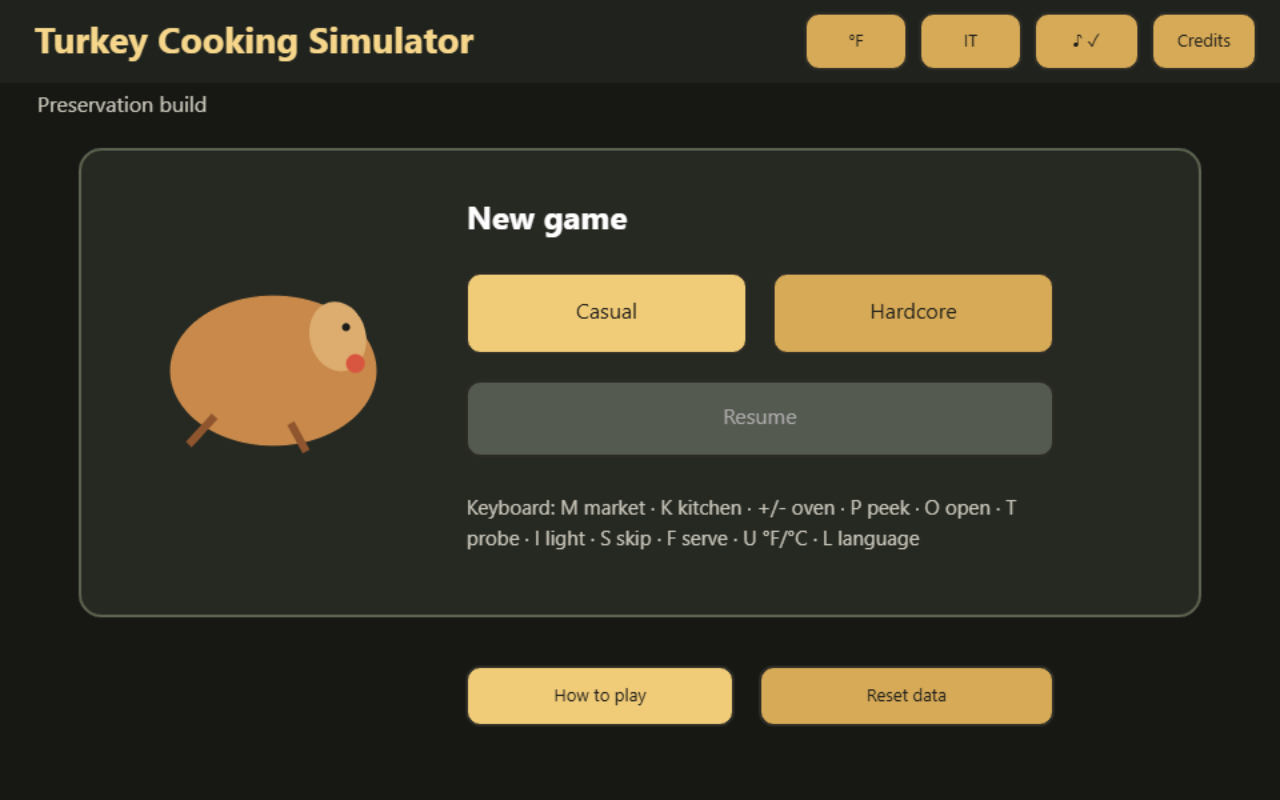 Turkey Cooking Simulator
°F
IT
♪ ✓
Credits
Preservation build
New game
Casual
Hardcore
Resume
Keyboard: M market · K kitchen · +/- oven · P peek · O open · T
probe · I light · S skip · F serve · U °F/°C · L language
How to play
Reset data